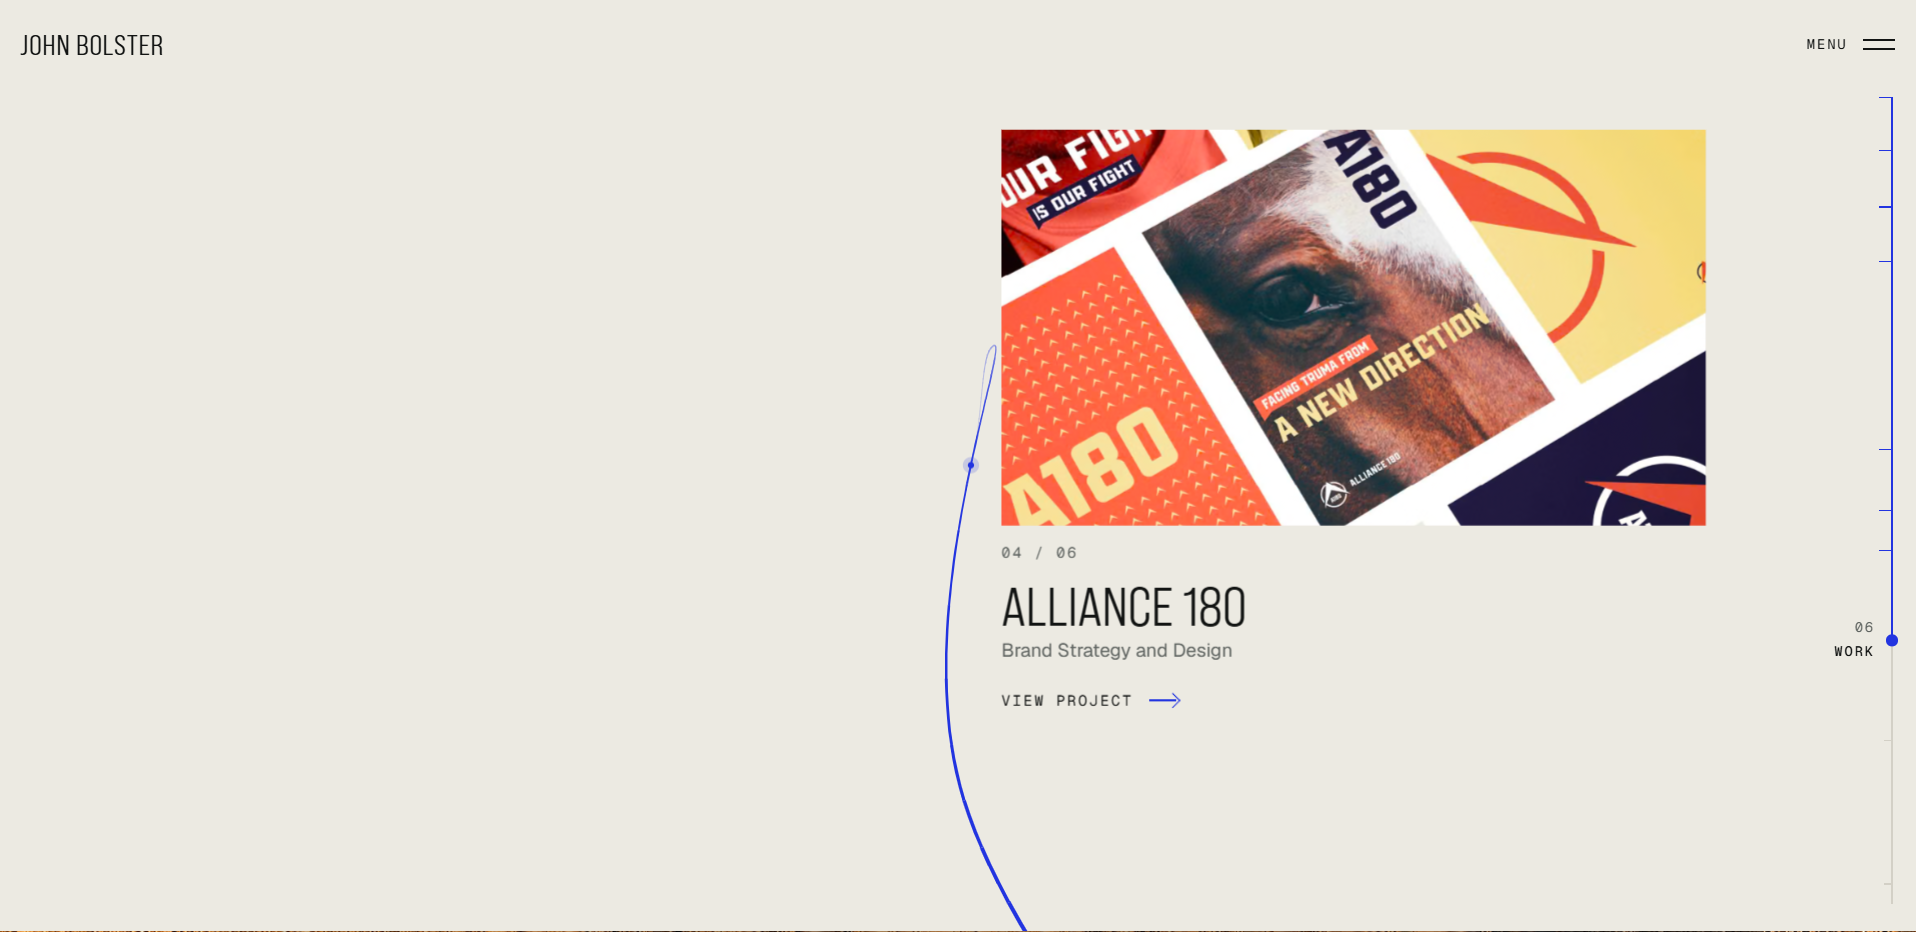 JOHN BOLSTER
MENU
OUR FIGH
IS OUR FIGHT
A180
FACING TRUMA FROM
A NEW DIRECTION
A180
ALLIANCE 180
04 / 06
ALLIANCE 180
Brand Strategy and Design
VIEW PROJECT
06
WORK